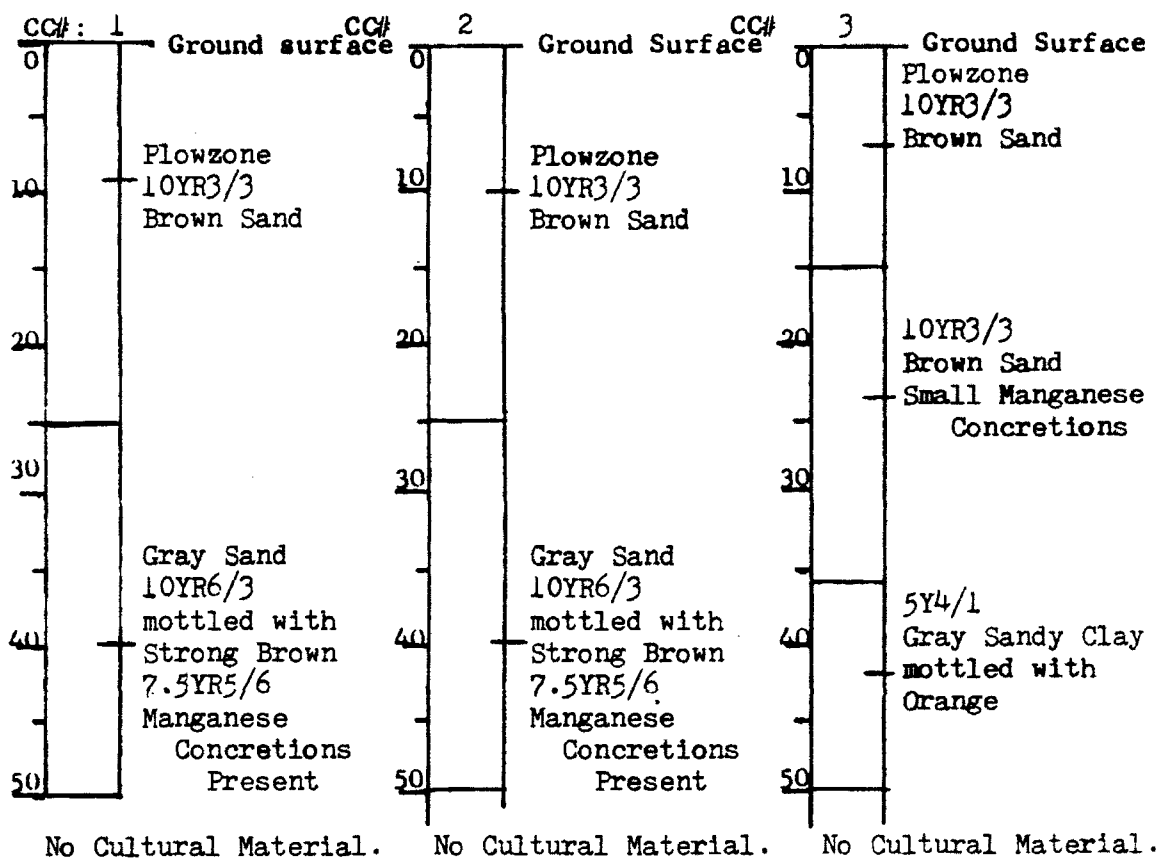 CC#: 1
Ground surface
0
Plowzone
10YR3/3
Brown Sand
10
20
30
Gray Sand
10YR6/3
mottled with
Strong Brown
7.5YR5/6
Manganese
Concretions
Present
40
50
No Cultural Material.
CC# 2
Ground Surface
0
Plowzone
10YR3/3
Brown Sand
10
20
30
Gray Sand
10YR6/3
mottled with
Strong Brown
7.5YR5/6
Manganese
Concretions
Present
40
50
No Cultural Material.
CC# 3
Ground Surface
0
Plowzone
10YR3/3
Brown Sand
10
20
10YR3/3
Brown Sand
Small Manganese
Concretions
30
5Y4/1
Gray Sandy Clay
mottled with
Orange
40
50
No Cultural Material.